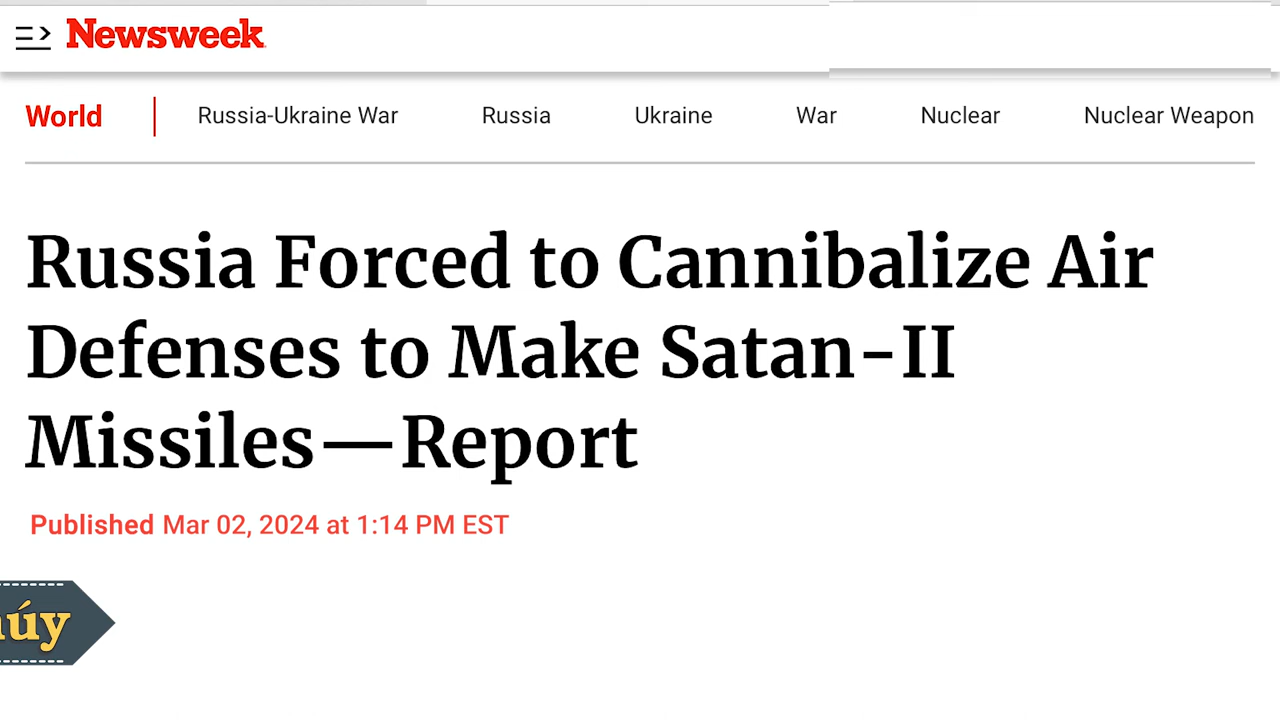 Newsweek
World
Russia-Ukraine War
Russia
Ukraine
War
Nuclear
Nuclear Weapon
Russia Forced to Cannibalize Air
Defenses to Make Satan-II
Missiles—Report
Published Mar 02, 2024 at 1:14 PM EST